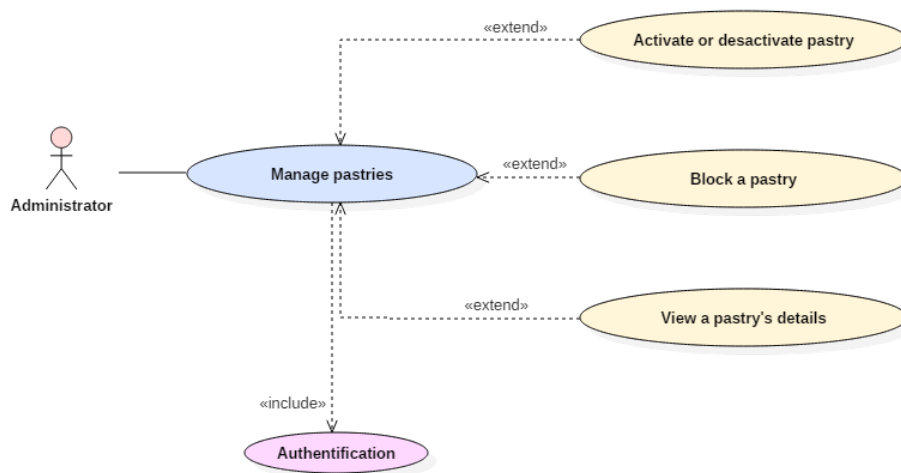 «extend»
Activate or desactivate pastry
Administrator
Manage pastries
«extend»
Block a pastry
«extend»
View a pastry's details
«include»
Authentification